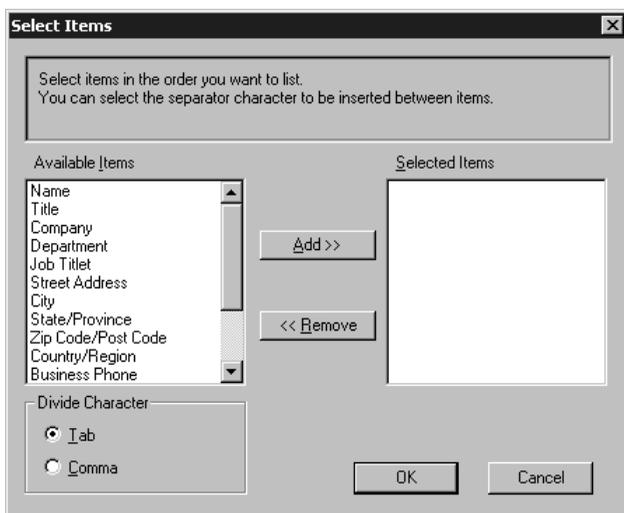 Select Items
Select items in the order you want to list.
You can select the separator character to be inserted between items.
Available Items
Selected Items
Name
Title
Company
Department
Job Titlet
Street Address
City
State/Province
Zip Code/Post Code
Country/Region
Business Phone
Add >>
<< Remove
Divide Character
Tab
Comma
OK
Cancel